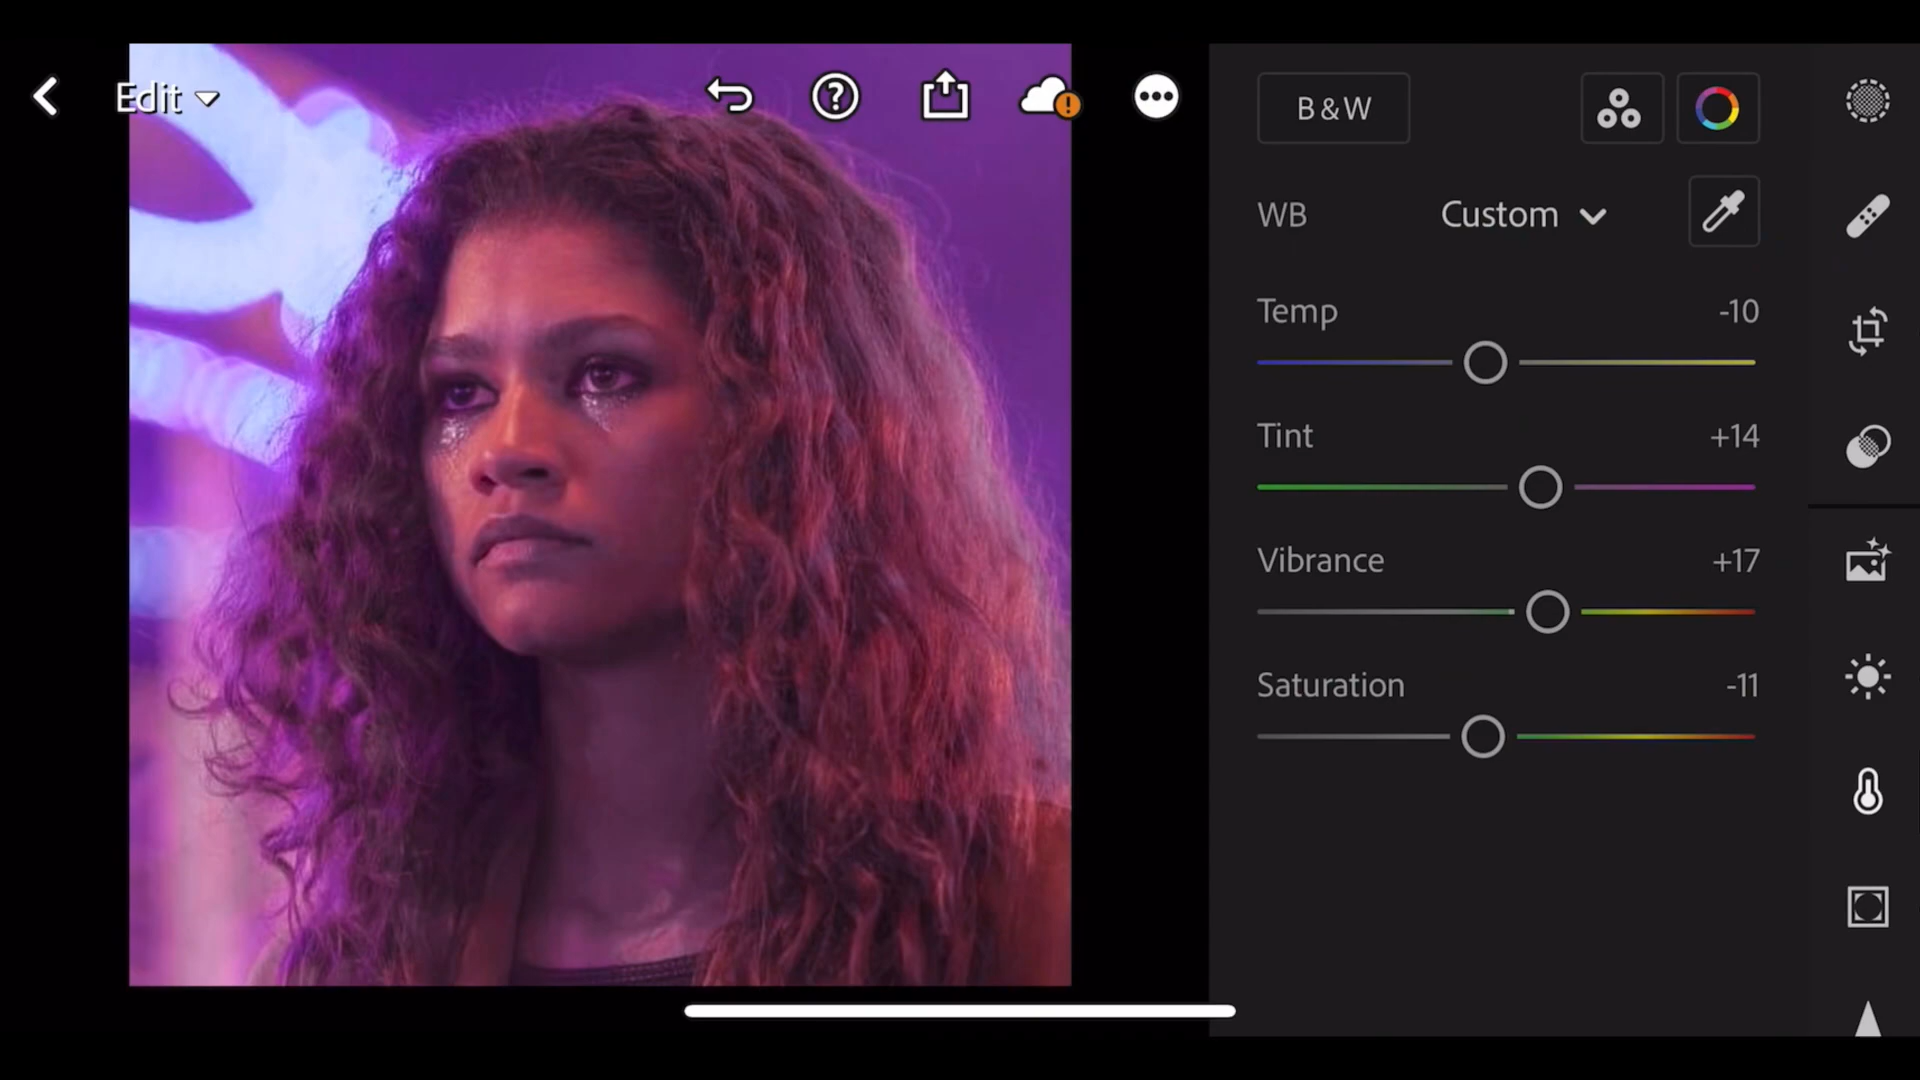 Edit
B&W
WB Custom
Temp -10
Tint +14
Vibrance +17
Saturation -11